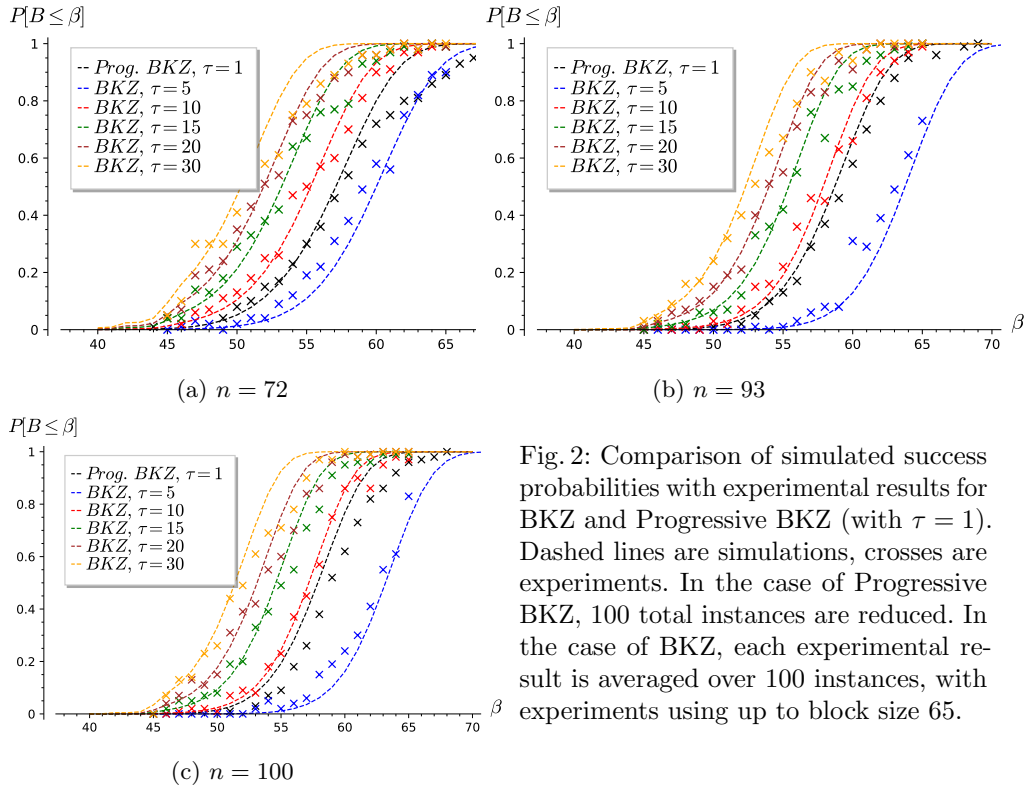 P[B ≤ β]
1
0.8
0.6
0.4
0.2
0
Prog. BKZ, τ = 1
BKZ, τ = 5
BKZ, τ = 10
BKZ, τ = 15
BKZ, τ = 20
BKZ, τ = 30
40 45 50 55 60 65
(a) n = 72
P[B ≤ β]
1
0.8
0.6
0.4
0.2
0
Prog. BKZ, τ = 1
BKZ, τ = 5
BKZ, τ = 10
BKZ, τ = 15
BKZ, τ = 20
BKZ, τ = 30
40 45 50 55 60 65 70
β
(b) n = 93
P[B ≤ β]
1
0.8
0.6
0.4
0.2
0
Prog. BKZ, τ = 1
BKZ, τ = 5
BKZ, τ = 10
BKZ, τ = 15
BKZ, τ = 20
BKZ, τ = 30
40 45 50 55 60 65 70
β
(c) n = 100
Fig. 2: Comparison of simulated success
probabilities with experimental results for
BKZ and Progressive BKZ (with τ = 1).
Dashed lines are simulations, crosses are
experiments. In the case of Progressive
BKZ, 100 total instances are reduced. In
the case of BKZ, each experimental re-
sult is averaged over 100 instances, with
experiments using up to block size 65.